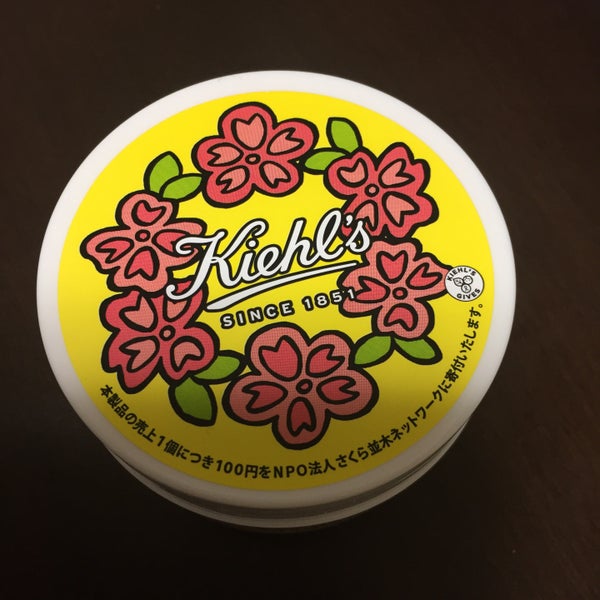 Kiehl's
SINCE 1851
KIEHL'S
GIVES
本製品の売上1個につき100円をNPO法人さくら並木ネットワークに寄付いたします。